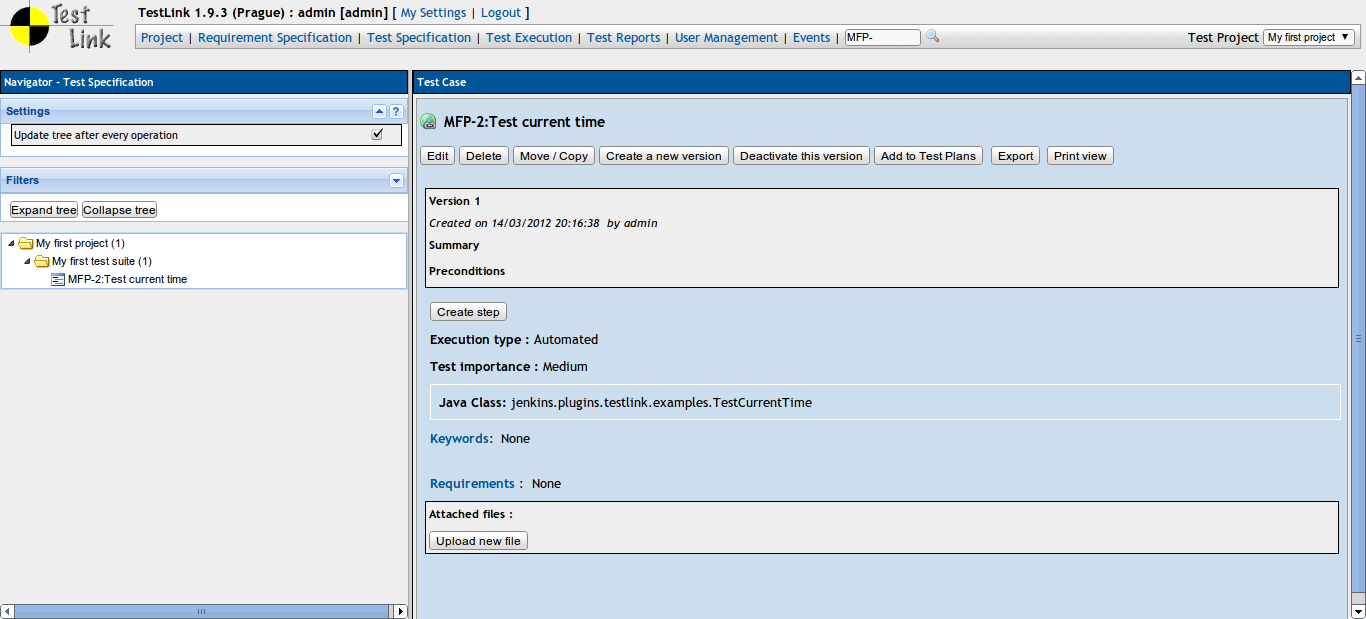 Test Link
TestLink 1.9.3 (Prague) : admin [admin] [ My Settings | Logout ]
Project | Requirement Specification | Test Specification | Test Execution | Test Reports | User Management | Events | MFP-
Test Project My first project
Navigator - Test Specification
Settings
?
Update tree after every operation
Filters
Expand tree Collapse tree
My first project (1)
My first test suite (1)
MFP-2:Test current time
Test Case
MFP-2:Test current time
Edit Delete Move / Copy Create a new version Deactivate this version Add to Test Plans Export Print view
Version 1
Created on 14/03/2012 20:16:38 by admin
Summary
Preconditions
Create step
Execution type : Automated
Test importance : Medium
Java Class: jenkins.plugins.testlink.examples.TestCurrentTime
Keywords: None
Requirements : None
Attached files :
Upload new file